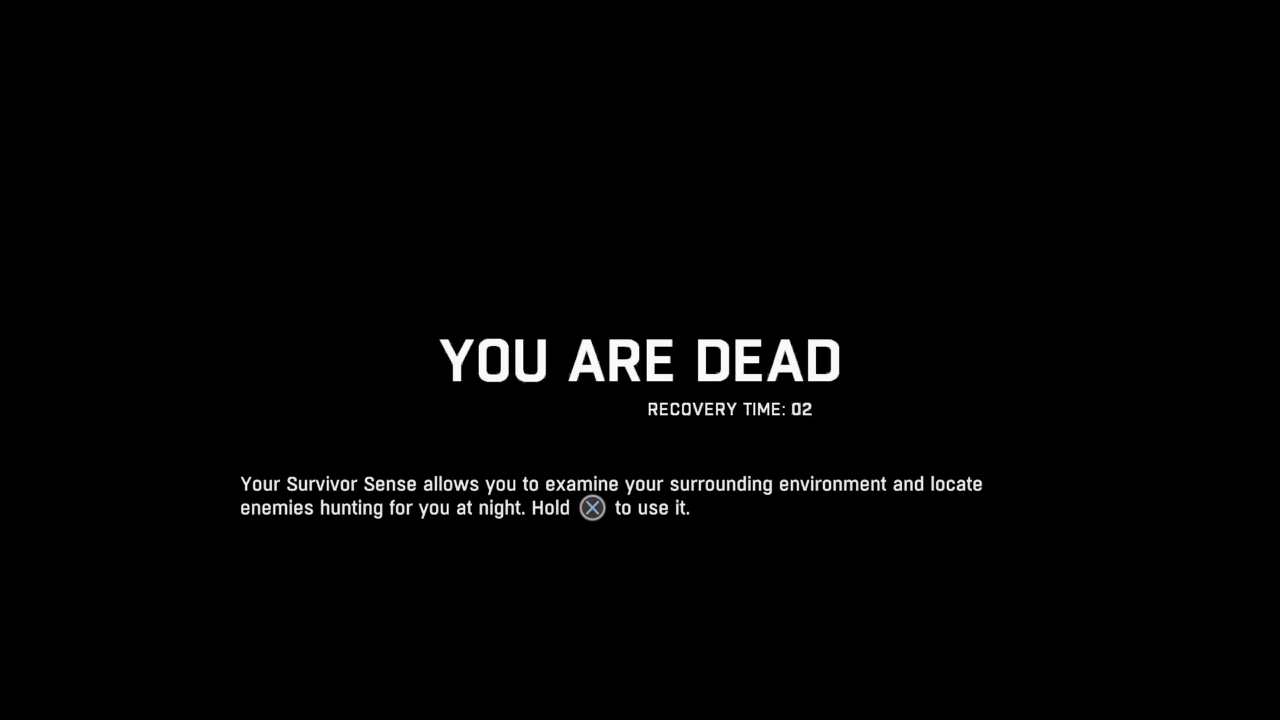 YOU ARE DEAD
RECOVERY TIME: 02
Your Survivor Sense allows you to examine your surrounding environment and locate
enemies hunting for you at night. Hold to use it.